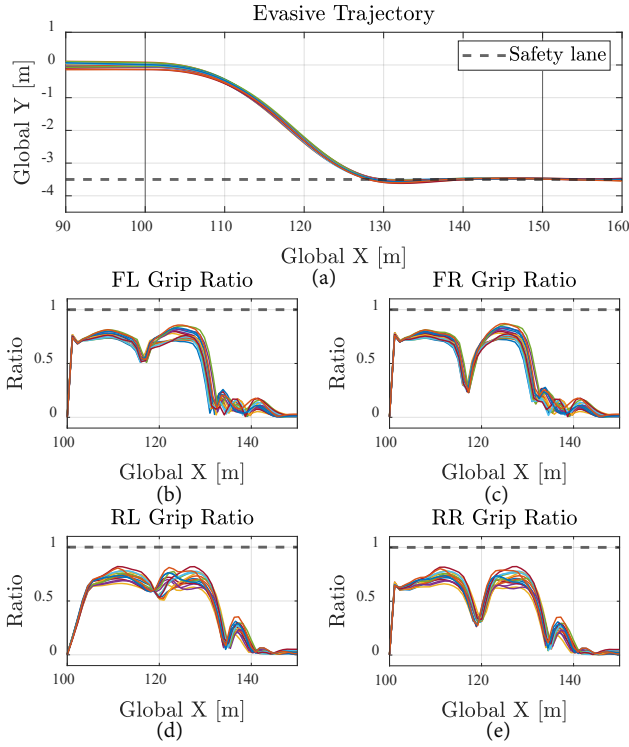 Evasive Trajectory
Global Y [m]
1
0
-1
-2
-3
-4
Safety lane
90 100 110 120 130 140 150 160
Global X [m]
(a)
FL Grip Ratio
Ratio
1
0.5
0
100 120 140
Global X [m]
(b)
FR Grip Ratio
Ratio
1
0.5
0
100 120 140
Global X [m]
(c)
RL Grip Ratio
Ratio
1
0.5
0
100 120 140
Global X [m]
(d)
RR Grip Ratio
Ratio
1
0.5
0
100 120 140
Global X [m]
(e)